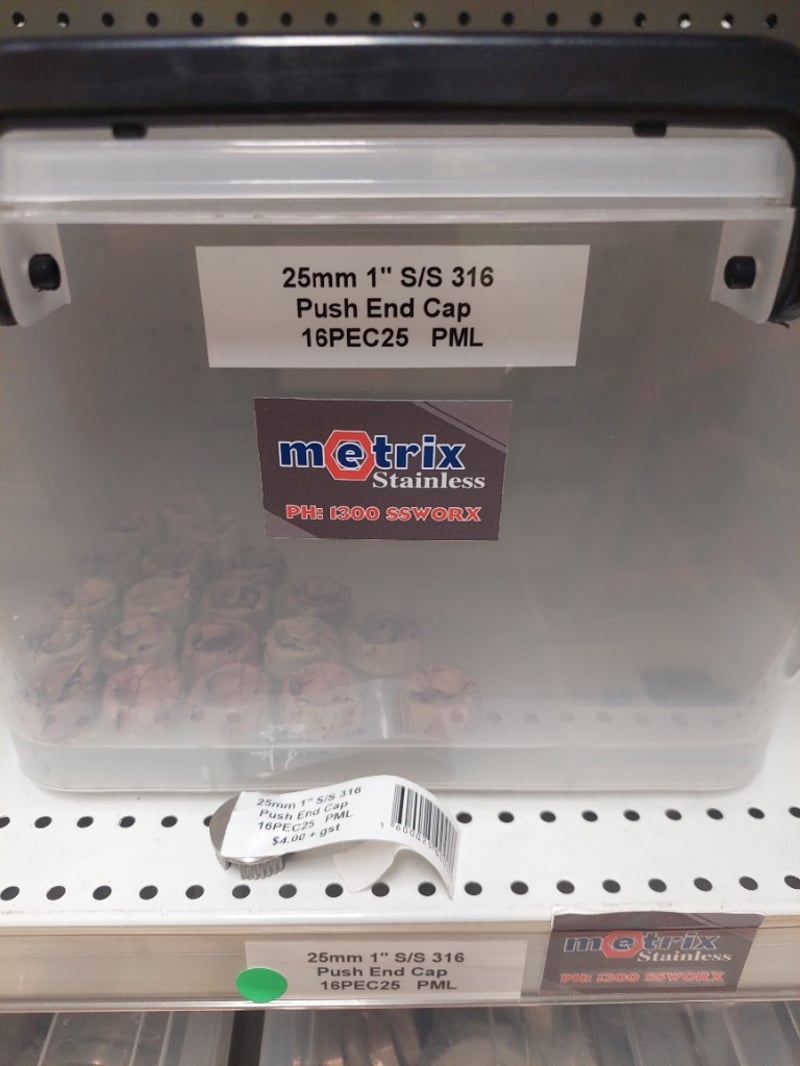 25mm 1" S/S 316
Push End Cap
16PEC25 PML
metrix
Stainless
PH: 1300 SSWORX
25mm 1" S/S 316
Push End Cap
16PEC25 PML
$4.00 + gst
25mm 1" S/S 316
Push End Cap
16PEC25 PML
metrix
Stainless
PH: 1300 SSWORX